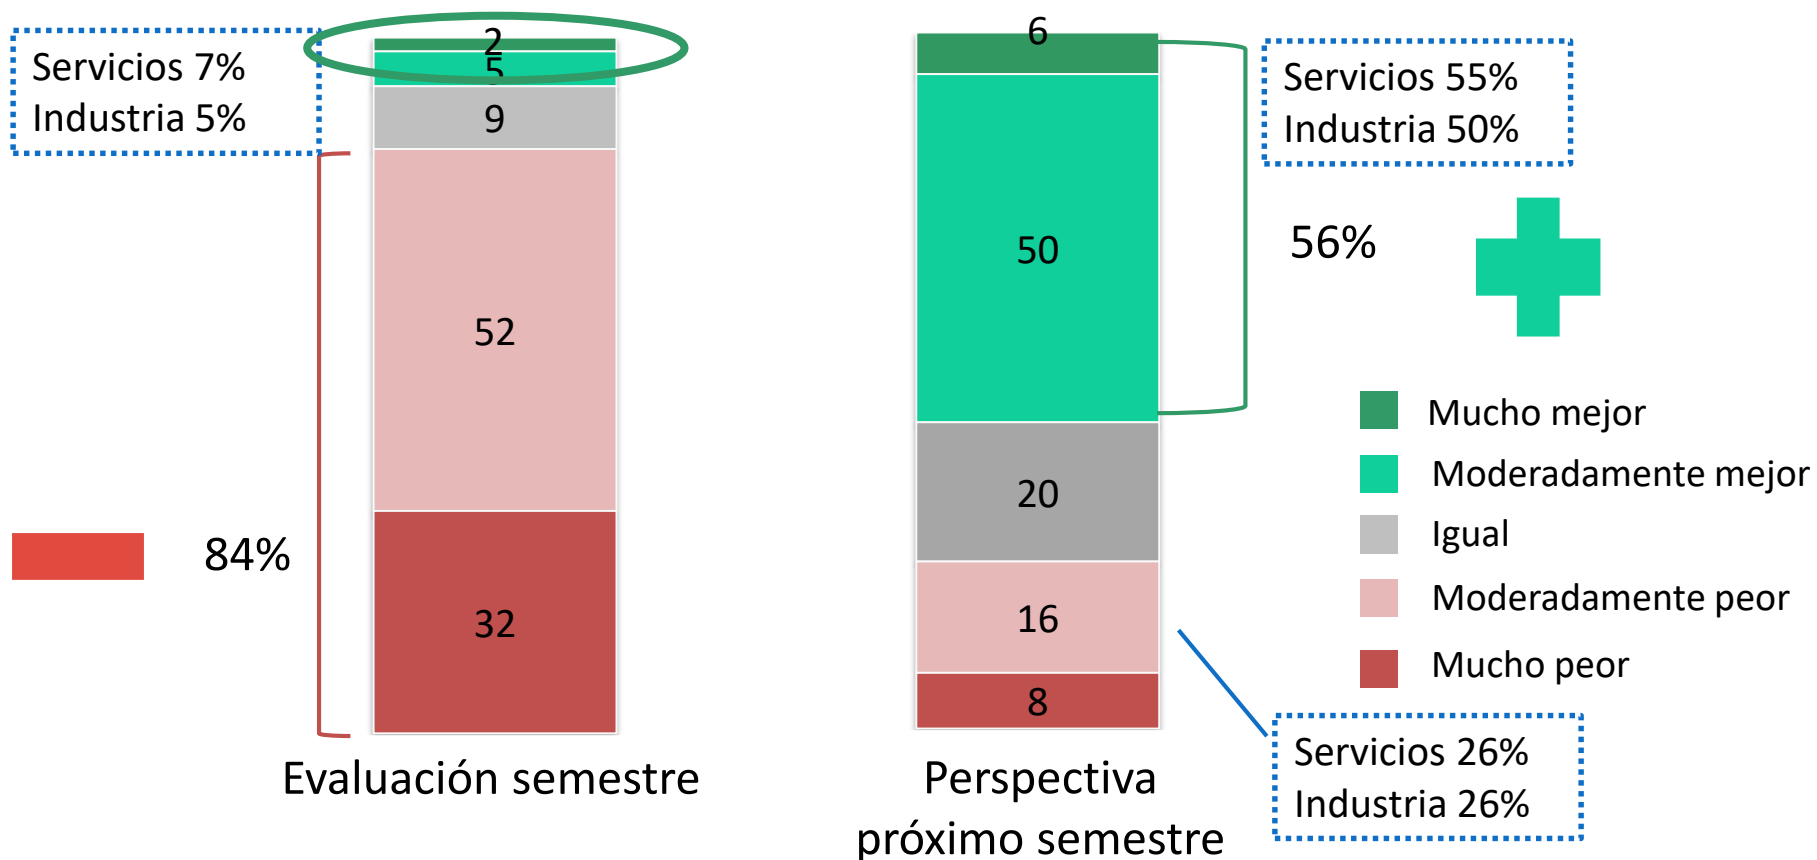 Servicios 7%
Industria 5%
2
5
9
52
32
84%
Evaluación semestre
6
50
20
16
8
Perspectiva
próximo semestre
Servicios 55%
Industria 50%
56%
Mucho mejor
Moderadamente mejor
Igual
Moderadamente peor
Mucho peor
Servicios 26%
Industria 26%